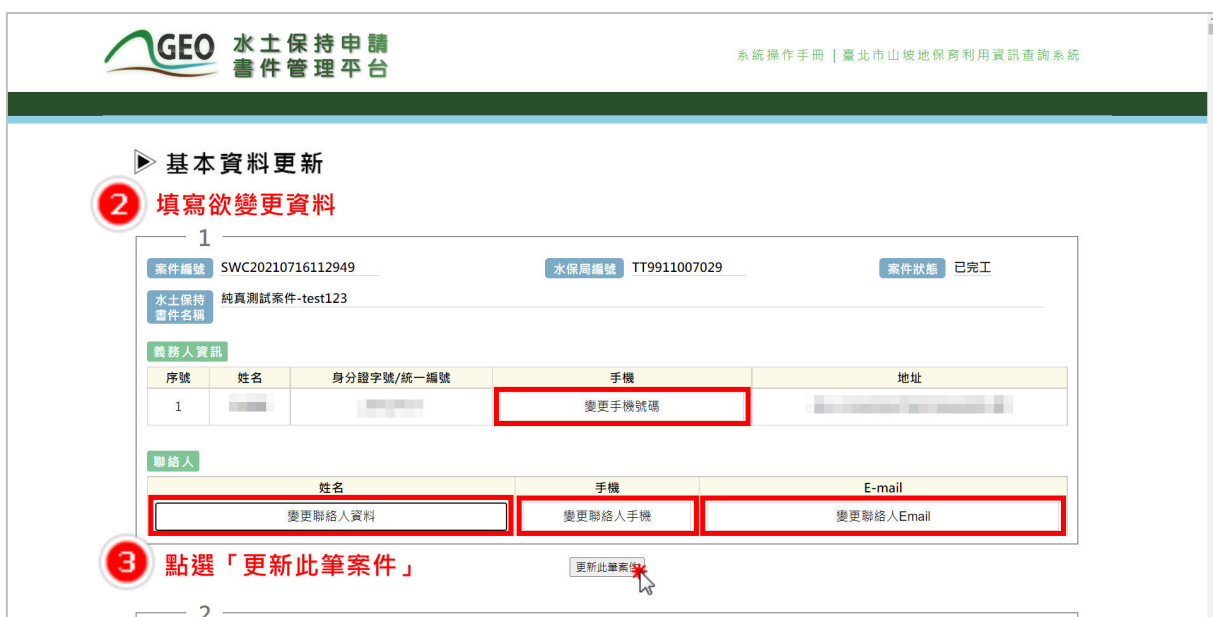 GEO 水土保持申請
書件管理平台
系統操作手冊 | 臺北市山坡地保育利用資訊查詢系統
基本資料更新
2 填寫欲變更資料
1
案件編號 SWC20210716112949 水保局編號 TT9911007029 案件狀態 已完工
水土保持
書件名稱 純真測試案件-test123
義務人資訊
序號 姓名 身分證字號/統一編號 手機 地址
1 變更手機號碼
聯絡人
姓名 手機 E-mail
變更聯絡人資料 變更聯絡人手機 變更聯絡人Email
3 點選「更新此筆案件」
更新此筆案件
2